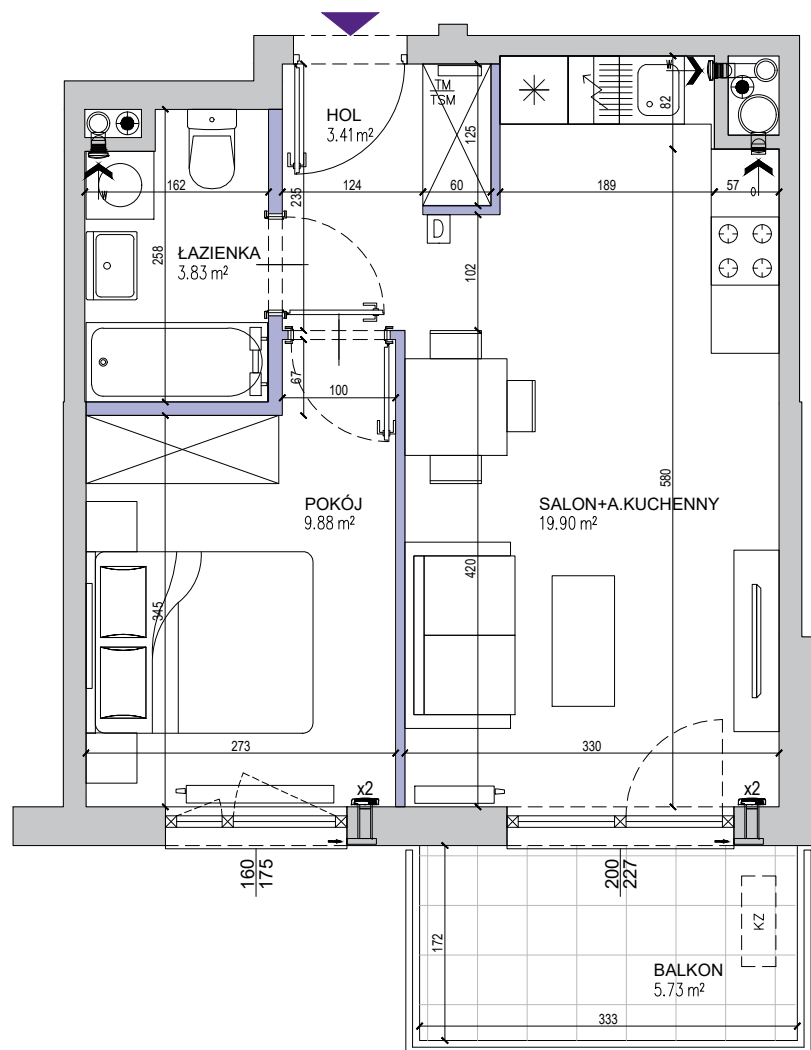 HOL
3.41 m²
TM
TSM
125
W
82
162
124
60
189
57
0
W
235
ŁAZIENKA
3.83 m²
258
D
102
67
100
580
POKÓJ
9.88 m²
SALON+A.KUCHENNY
19.90 m²
420
345
273
330
x2
x2
160
175
200
227
KZ
172
BALKON
5.73 m²
333